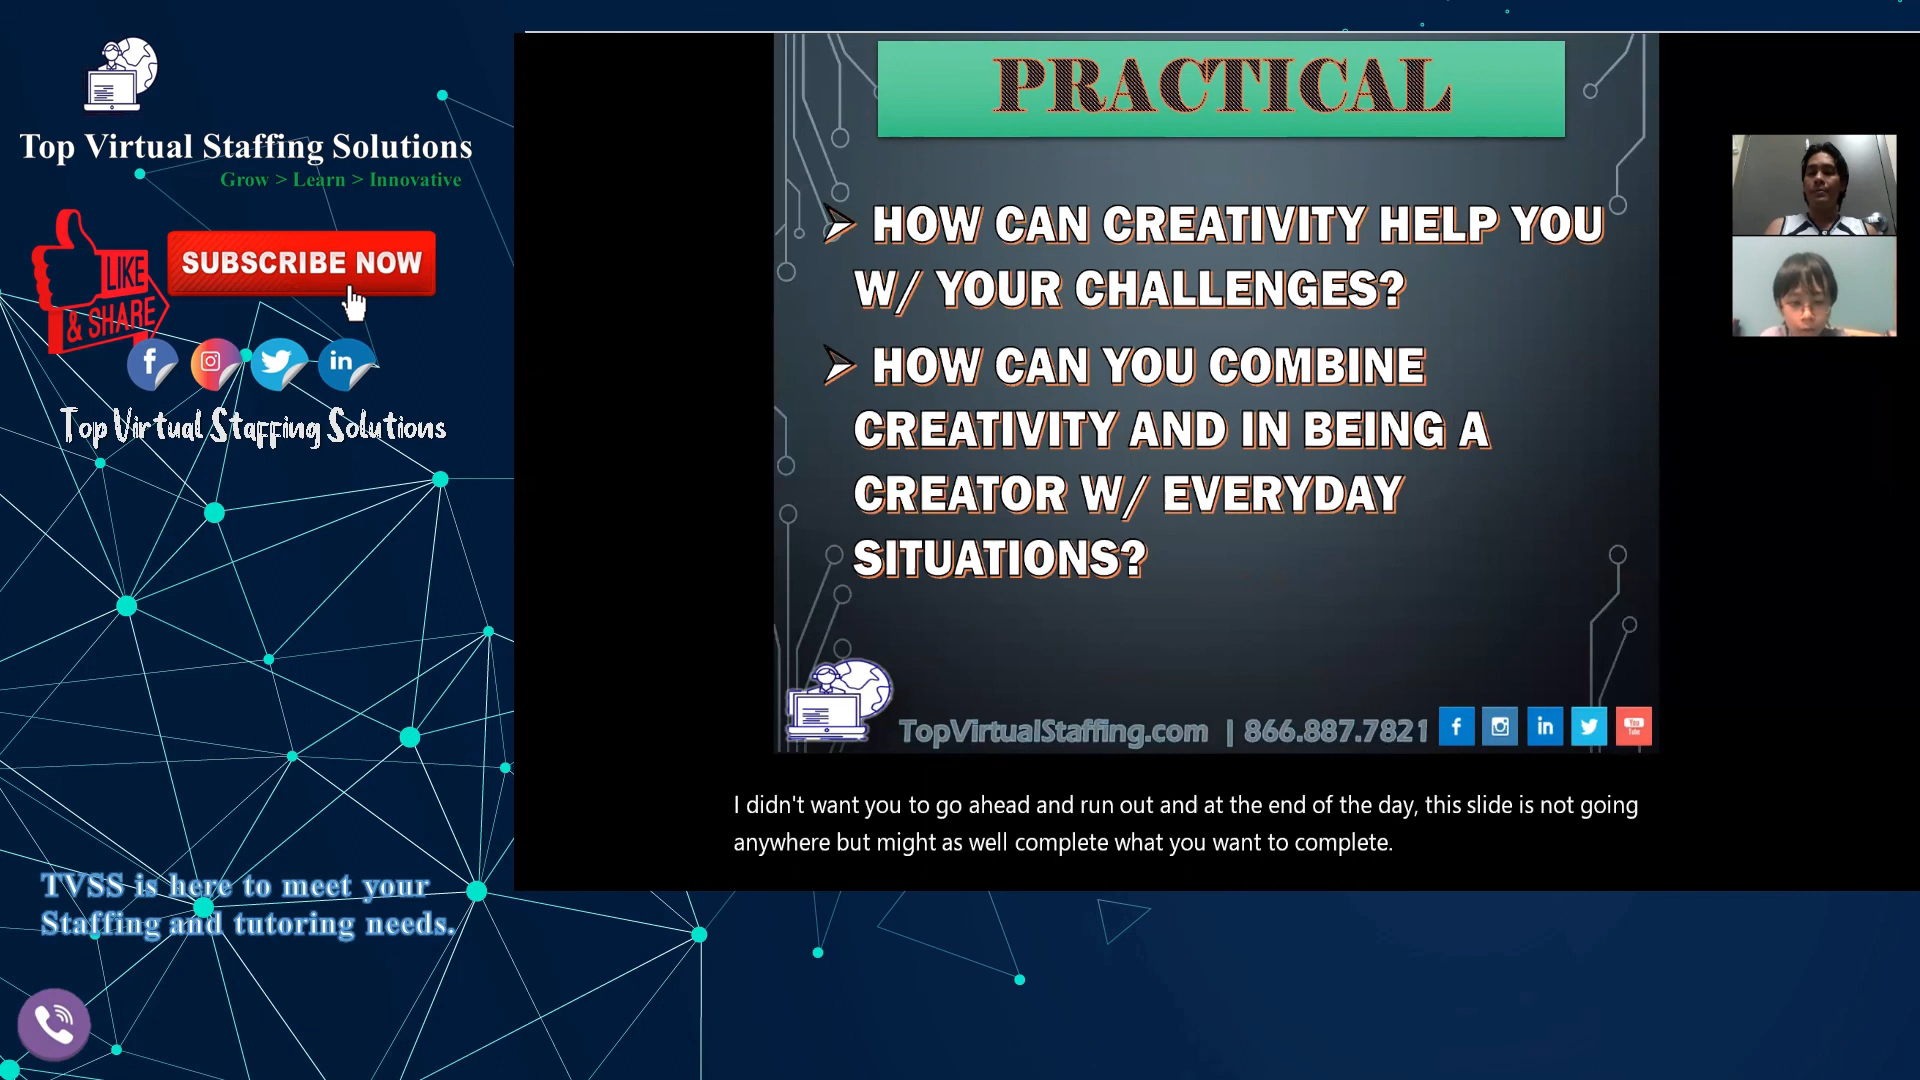 Top Virtual Staffing Solutions
Grow > Learn > Innovative
LIKE
& SHARE
SUBSCRIBE NOW
Top Virtual Staffing Solutions
TVSS is here to meet your
Staffing and tutoring needs.
PRACTICAL
HOW CAN CREATIVITY HELP YOU
W/ YOUR CHALLENGES?
HOW CAN YOU COMBINE
CREATIVITY AND IN BEING A
CREATOR W/ EVERYDAY
SITUATIONS?
TopVirtualStaffing.com | 866.887.7821
You
Tube
I didn't want you to go ahead and run out and at the end of the day, this slide is not going
anywhere but might as well complete what you want to complete.